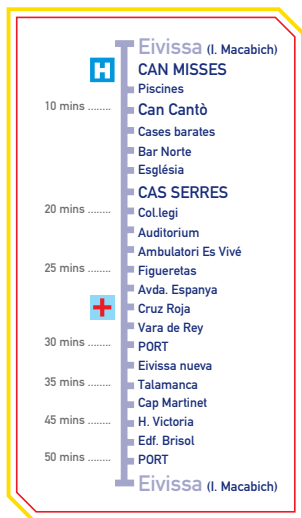 Eivissa (I. Macabich)
H CAN MISSES
Piscines
10 mins ........ Can Cantò
Cases barates
Bar Norte
Església
CAS SERRES
20 mins ........ Col.legi
Auditorium
Ambulatori Es Vivé
25 mins ........ Figueretas
Avda. Espanya
Cruz Roja
Vara de Rey
30 mins ........ PORT
Eivissa nueva
35 mins ........ Talamanca
Cap Martinet
45 mins ........ H. Victoria
Edf. Brisol
50 mins ........ PORT
Eivissa (I. Macabich)